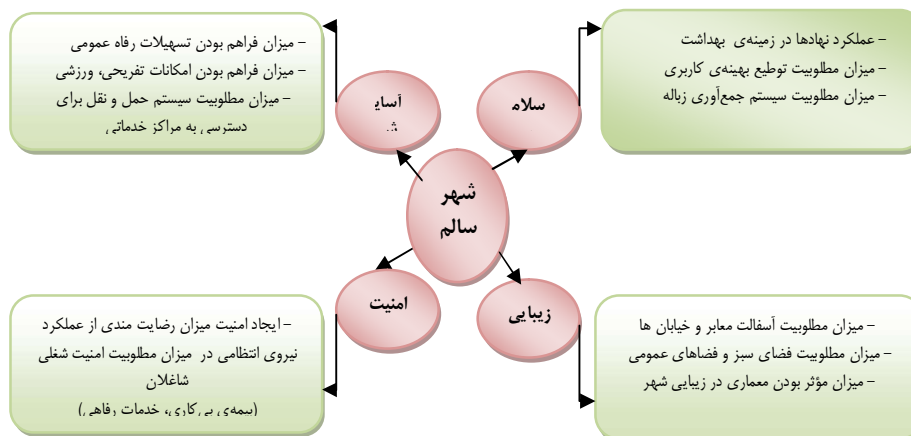 – عملکرد نهادها در زمینه‌ی بهداشت
– میزان مطلوبیت توطیع بهینه‌ی کاربری
– میزان مطلوبیت سیستم جمع‌آوری زباله
– میزان فراهم بودن تسهیلات رفاه عمومی
– میزان فراهم بودن امکانات تفریحی، ورزشی
– میزان مطلوبیت سیستم حمل و نقل برای
دسترسی به مراکز خدماتی
سلام
آسای
ش
شهر
سالم
امنیت
زیبایی
– میزان مطلوبیت آسفالت معابر و خیابان ها
– میزان مطلوبیت فضای سبز و فضاهای عمومی
– میزان مؤثر بودن معماری در زیبایی شهر
– ایجاد امنیت میزان رضایت مندی از عملکرد
نیروی انتظامی در میزان مطلوبیت امنیت شغلی
شاغلان
(بیمه‌ی بی‌کاری، خدمات رفاهی)